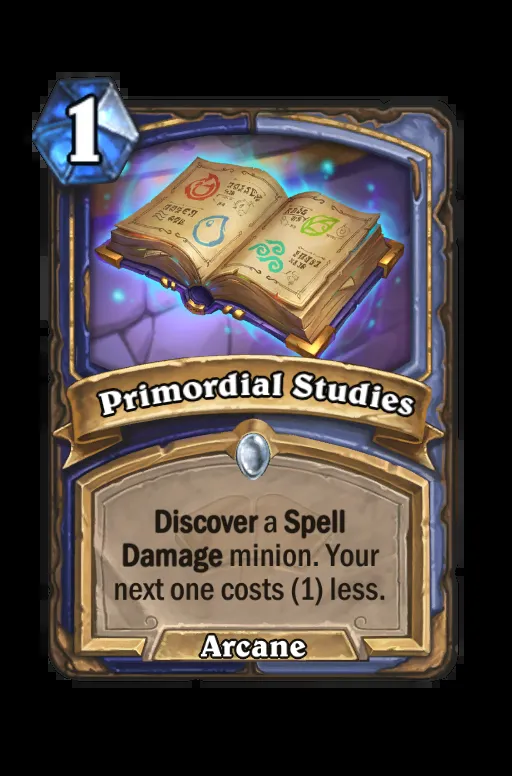 1
Primordial Studies
Discover a Spell
Damage minion. Your
next one costs (1) less.
Arcane